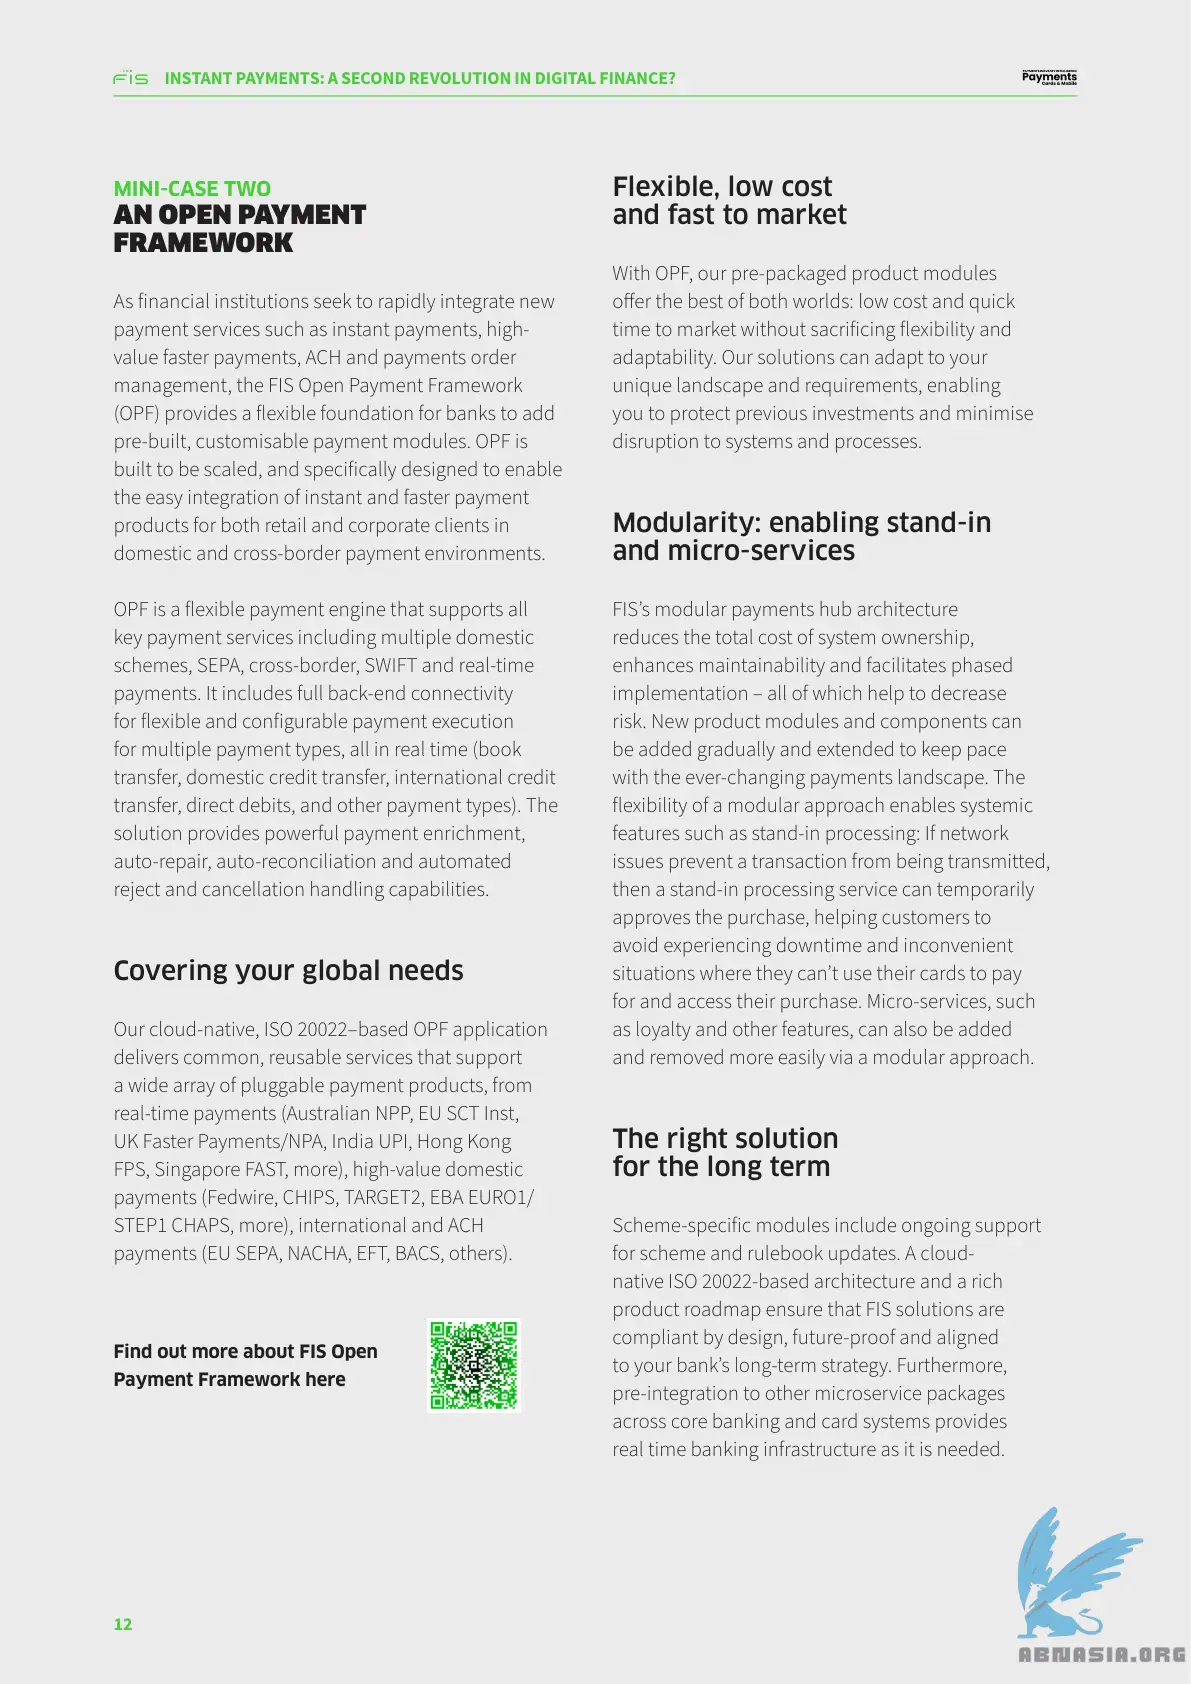 FIS INSTANT PAYMENTS: A SECOND REVOLUTION IN DIGITAL FINANCE?
Payments
Cards & Mobile
MINI-CASE TWO
AN OPEN PAYMENT
FRAMEWORK
As financial institutions seek to rapidly integrate new
payment services such as instant payments, high-
value faster payments, ACH and payments order
management, the FIS Open Payment Framework
(OPF) provides a flexible foundation for banks to add
pre-built, customisable payment modules. OPF is
built to be scaled, and specifically designed to enable
the easy integration of instant and faster payment
products for both retail and corporate clients in
domestic and cross-border payment environments.
OPF is a flexible payment engine that supports all
key payment services including multiple domestic
schemes, SEPA, cross-border, SWIFT and real-time
payments. It includes full back-end connectivity
for flexible and configurable payment execution
for multiple payment types, all in real time (book
transfer, domestic credit transfer, international credit
transfer, direct debits, and other payment types). The
solution provides powerful payment enrichment,
auto-repair, auto-reconciliation and automated
reject and cancellation handling capabilities.
Covering your global needs
Our cloud-native, ISO 20022–based OPF application
delivers common, reusable services that support
a wide array of pluggable payment products, from
real-time payments (Australian NPP, EU SCT Inst,
UK Faster Payments/NPA, India UPI, Hong Kong
FPS, Singapore FAST, more), high-value domestic
payments (Fedwire, CHIPS, TARGET2, EBA EURO1/
STEP1 CHAPS, more), international and ACH
payments (EU SEPA, NACHA, EFT, BACS, others).
Find out more about FIS Open
Payment Framework here
Flexible, low cost
and fast to market
With OPF, our pre-packaged product modules
offer the best of both worlds: low cost and quick
time to market without sacrificing flexibility and
adaptability. Our solutions can adapt to your
unique landscape and requirements, enabling
you to protect previous investments and minimise
disruption to systems and processes.
Modularity: enabling stand-in
and micro-services
FIS’s modular payments hub architecture
reduces the total cost of system ownership,
enhances maintainability and facilitates phased
implementation – all of which help to decrease
risk. New product modules and components can
be added gradually and extended to keep pace
with the ever-changing payments landscape. The
flexibility of a modular approach enables systemic
features such as stand-in processing: If network
issues prevent a transaction from being transmitted,
then a stand-in processing service can temporarily
approves the purchase, helping customers to
avoid experiencing downtime and inconvenient
situations where they can’t use their cards to pay
for and access their purchase. Micro-services, such
as loyalty and other features, can also be added
and removed more easily via a modular approach.
The right solution
for the long term
Scheme-specific modules include ongoing support
for scheme and rulebook updates. A cloud-
native ISO 20022-based architecture and a rich
product roadmap ensure that FIS solutions are
compliant by design, future-proof and aligned
to your bank’s long-term strategy. Furthermore,
pre-integration to other microservice packages
across core banking and card systems provides
real time banking infrastructure as it is needed.
12
ABNASIA.ORG